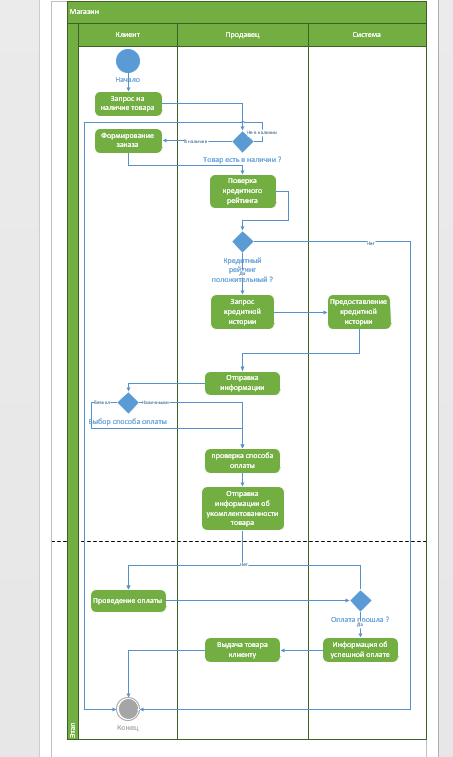 Магазин
Клиент
Продавец
Система
Начало
Запрос на
наличие товара
Не в наличии
Формирование
заказа
В наличии
Товар есть в наличии ?
Поверка
кредитного
рейтинга
Нет
Кредитный
рейтинг
Да
положительный ?
Запрос
кредитной
истории
Предоставление
кредитной
истории
Отправка
информации
Выбор способа оплаты
проверка способа
оплаты
Отправка
информации об
укомплектованности
товара
Нет
Проведение оплаты
Оплата прошла ?
Да
Выдача товара
клиенту
Информация об
успешной оплате
Конец
Этап